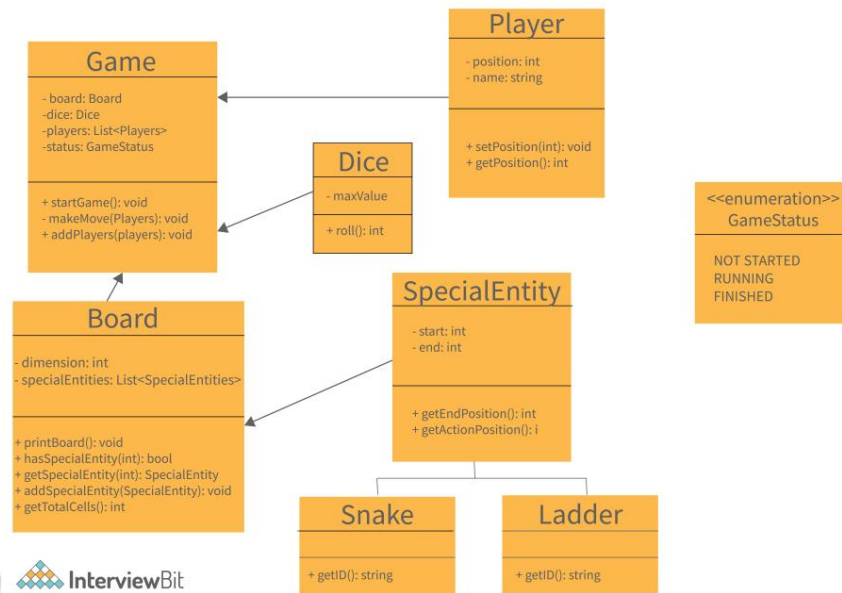 Game
- board: Board
-dice: Dice
-players: List<Players>
-status: GameStatus
+ startGame(): void
- makeMove(Players): void
+ addPlayers(players): void
Player
- position: int
- name: string
+ setPosition(int): void
+ getPosition(): int
Dice
- maxValue
+ roll(): int
<<enumeration>>
GameStatus
NOT STARTED
RUNNING
FINISHED
Board
- dimension: int
- specialEntities: List<SpecialEntities>
+ printBoard(): void
+ hasSpecialEntity(int): bool
+ getSpecialEntity(int): SpecialEntity
+ addSpecialEntity(SpecialEntity): void
+ getTotalCells(): int
SpecialEntity
- start: int
- end: int
+ getEndPosition(): int
+ getActionPosition(): i
Snake
+ getID(): string
Ladder
+ getID(): string
InterviewBit